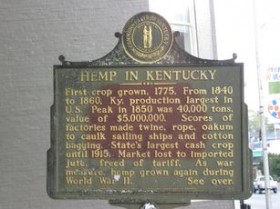 HEMP IN KENTUCKY
First crop grown, 1775. From 1840
to 1860, Ky. production largest in
U.S. Peak in 1850 was 40,000 tons,
value of $5,000,000. Scores of
factories made twine, rope, oakum
to caulk sailing ships and cotton
bagging. State's largest cash crop
until 1915. Market lost to imported
jute, freed of tariff. As war
measure, hemp grown again during
World War II. See over.